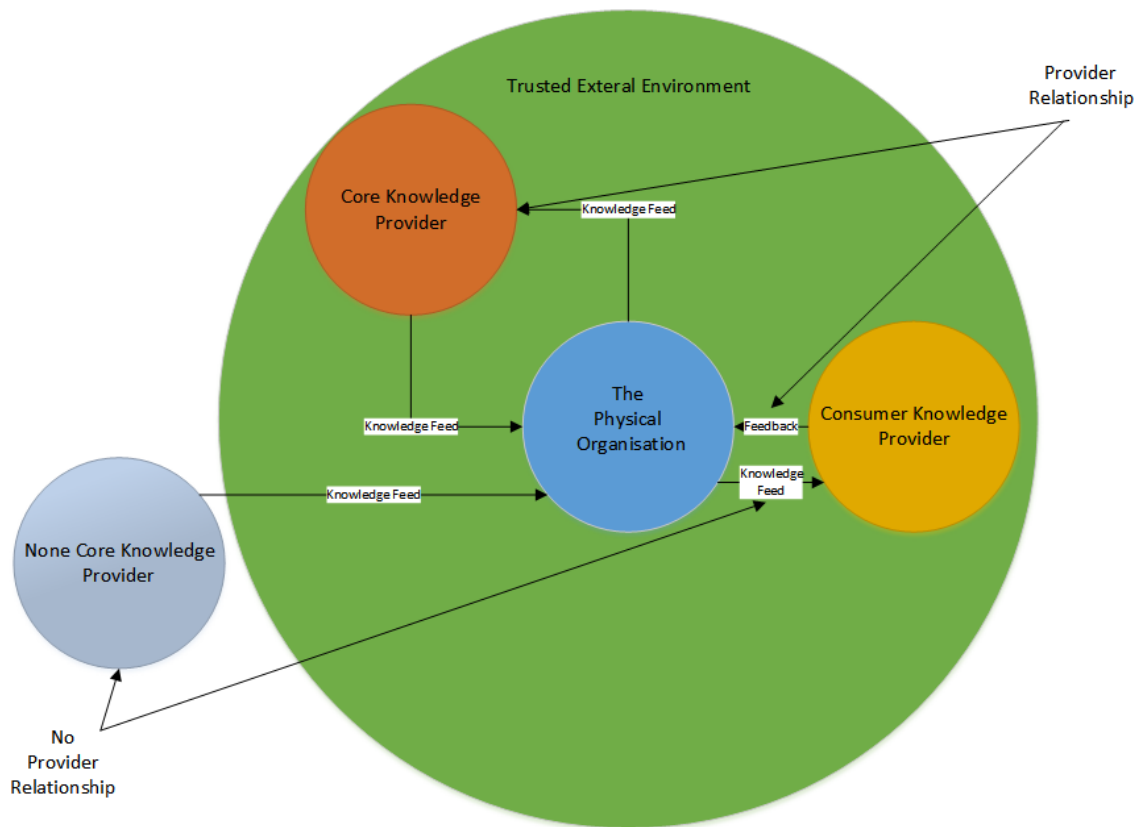 Trusted Exteral Environment
Provider
Relationship
Core Knowledge
Provider
Knowledge Feed
The
Physical
Organisation
Consumer Knowledge
Provider
Knowledge Feed
Feedback
Knowledge
Feed
Knowledge Feed
None Core Knowledge
Provider
No
Provider
Relationship